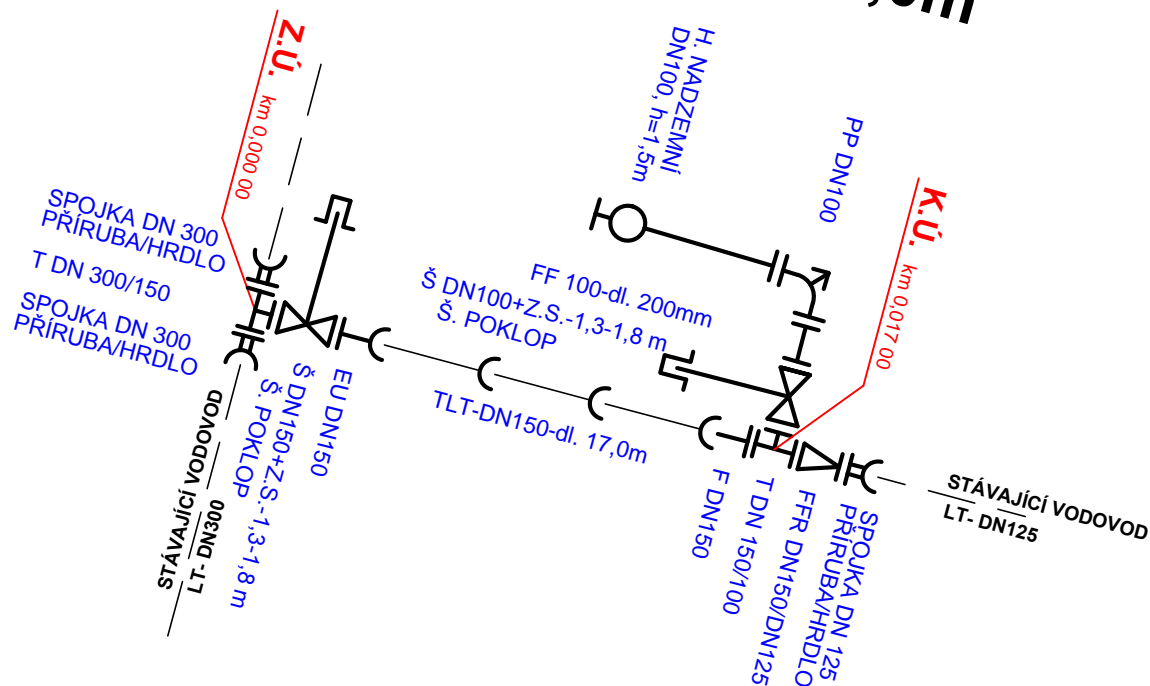 Z.Ú. km 0,000 00
SPOJKA DN 300
PŘÍRUBA/HRDLO
T DN 300/150
SPOJKA DN 300
PŘÍRUBA/HRDLO
STÁVAJÍCÍ VODOVOD
LT- DN300
Š DN150+Z.S.-1,3-1,8 m
Š. POKLOP
EU DN150
TLT-DN150-dl. 17,0m
H. NADZEMNÍ
DN100, h=1,5m
PP DN100
FF 100-dl. 200mm
Š DN100+Z.S.-1,3-1,8 m
Š. POKLOP
K.Ú. km 0,017 00
F DN150
T DN 150/100
FFR DN150/DN125
SPOJKA DN 125
PŘÍRUBA/HRDLO
STÁVAJÍCÍ VODOVOD
LT- DN125